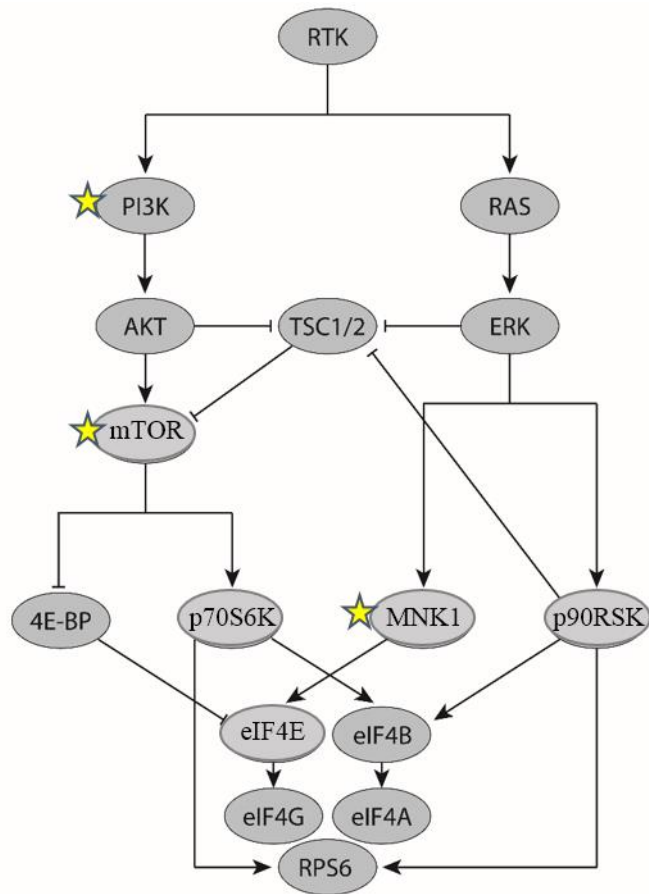 RTK
PI3K
RAS
AKT
TSC1/2
ERK
mTOR
4E-BP
p70S6K
MNK1
p90RSK
eIF4E
eIF4B
eIF4G
eIF4A
RPS6